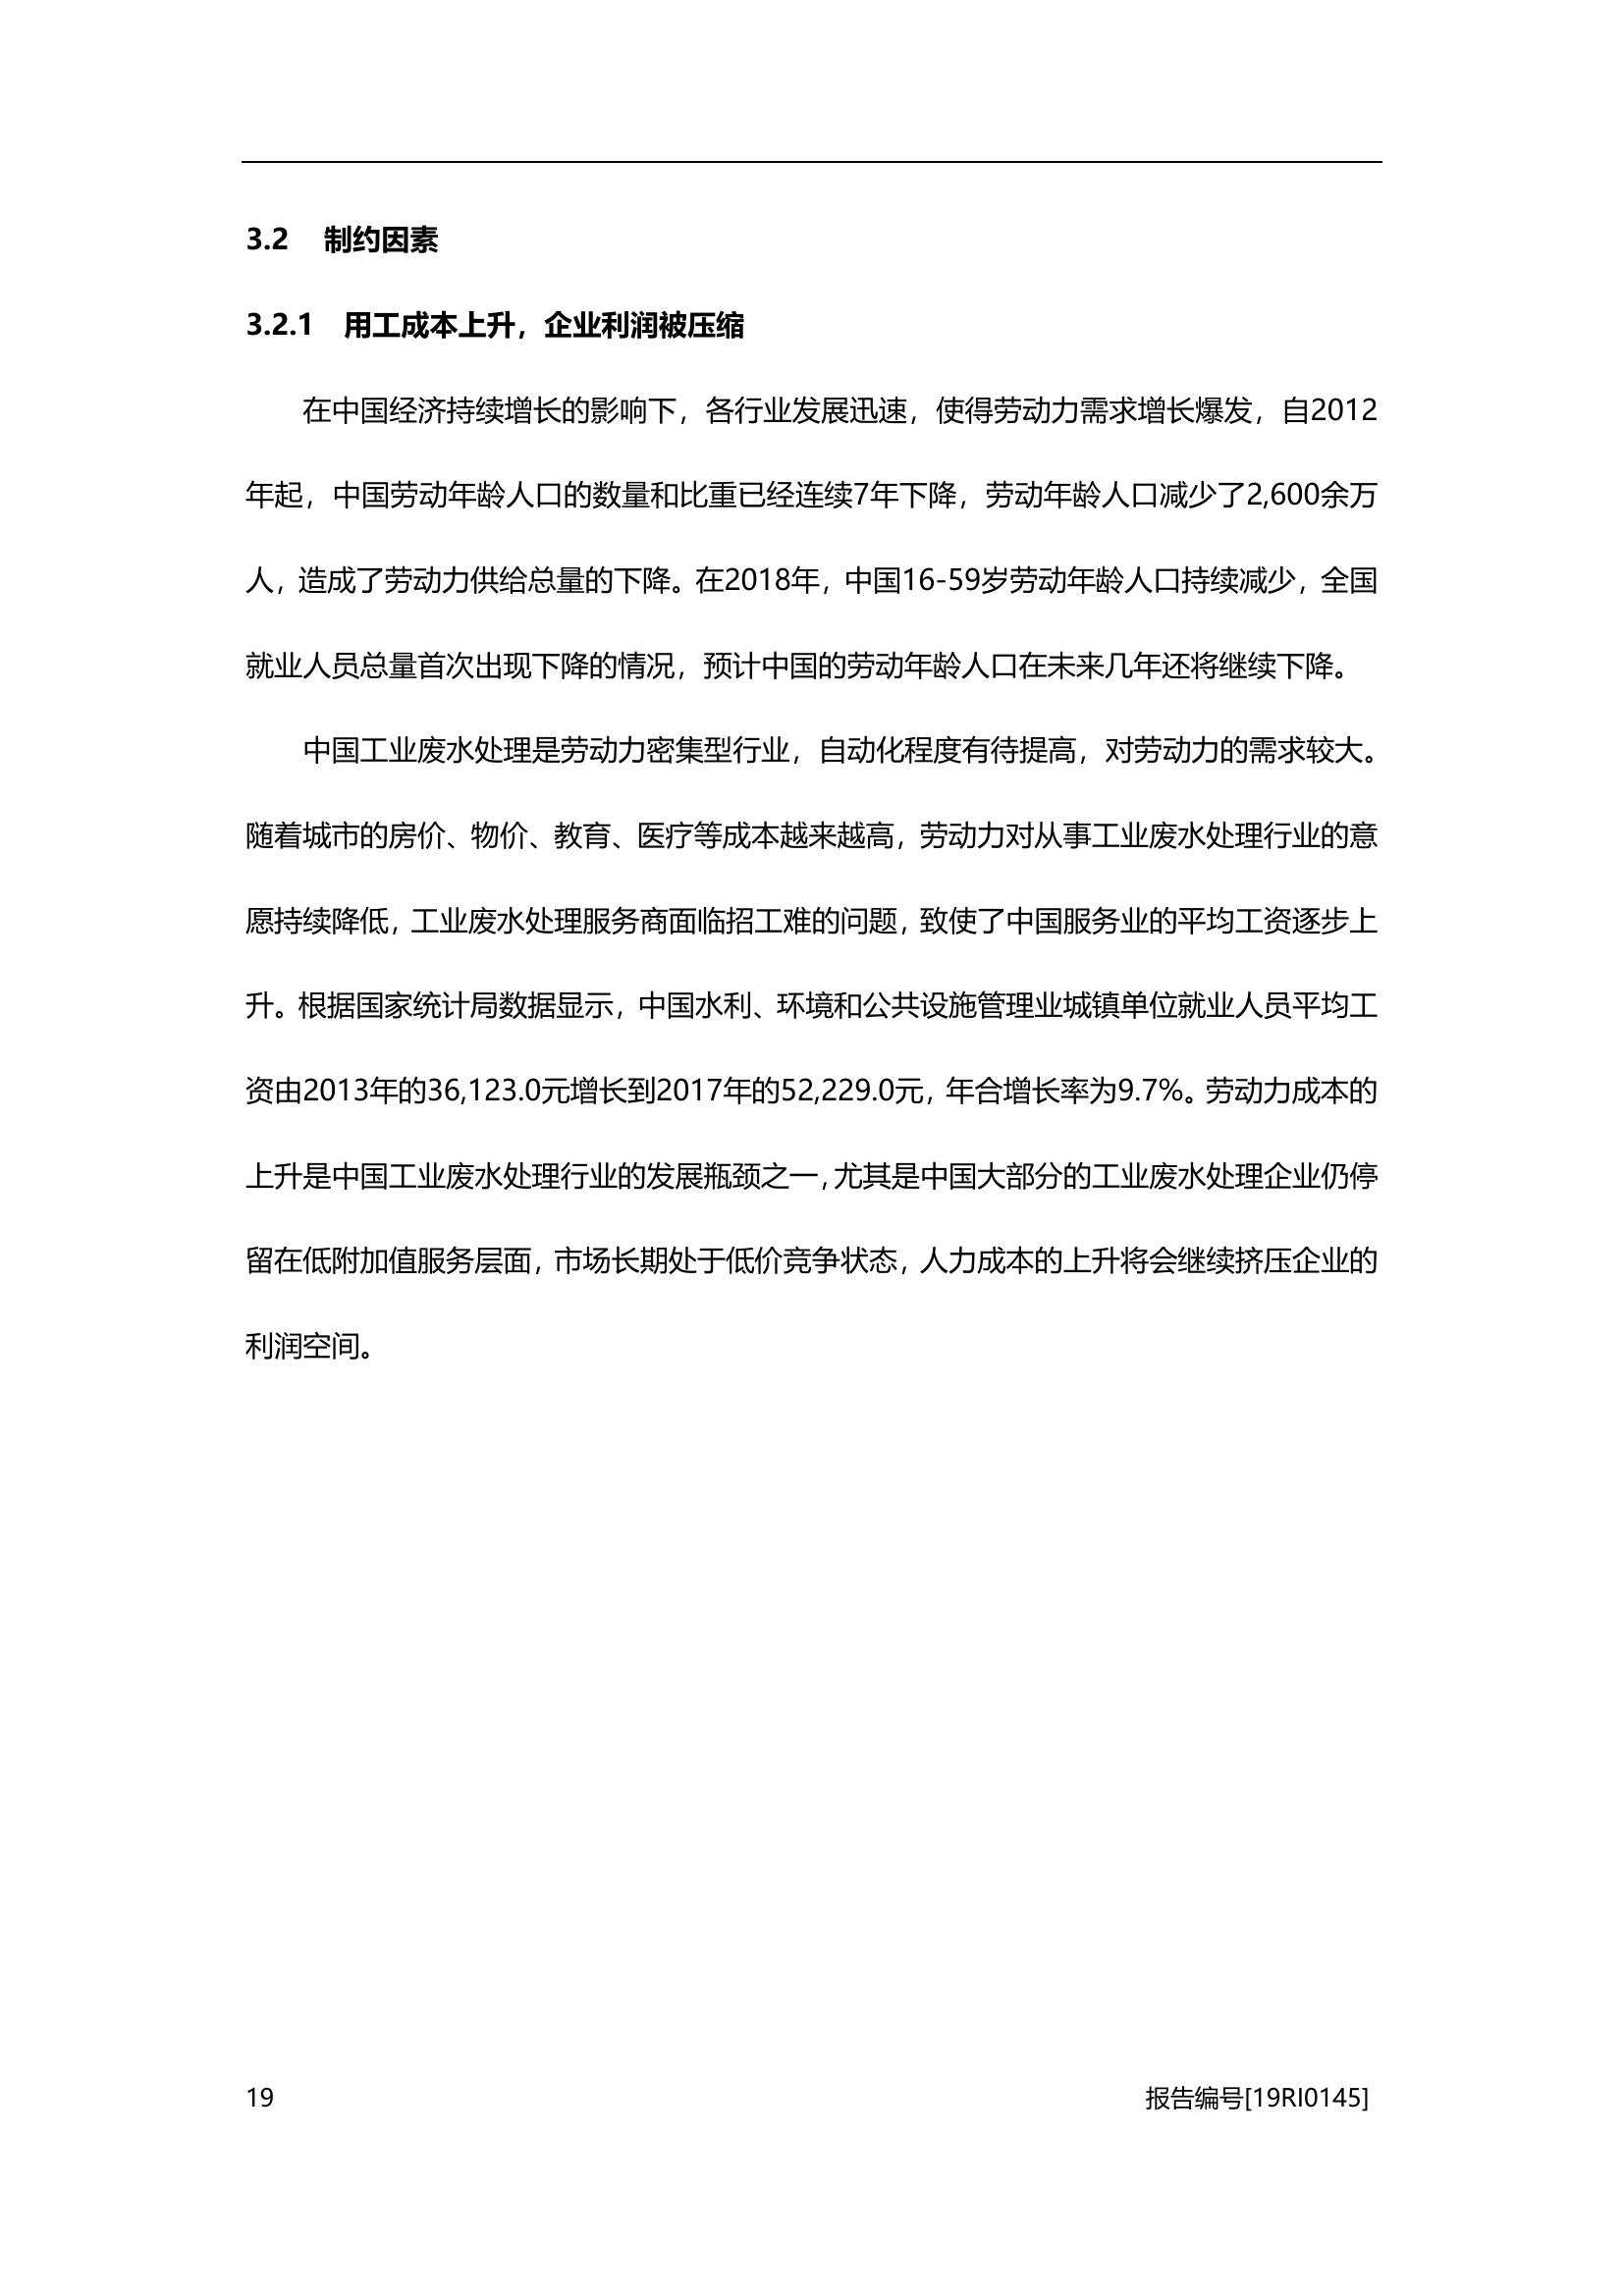 3.2 制约因素
3.2.1 用工成本上升，企业利润被压缩
在中国经济持续增长的影响下，各行业发展迅速，使得劳动力需求增长爆发，自2012
年起，中国劳动年龄人口的数量和比重已经连续7年下降，劳动年龄人口减少了2,600余万
人，造成了劳动力供给总量的下降。在2018年，中国16-59岁劳动年龄人口持续减少，全国
就业人员总量首次出现下降的情况，预计中国的劳动年龄人口在未来几年还将继续下降。
中国工业废水处理是劳动力密集型行业，自动化程度有待提高，对劳动力的需求较大。
随着城市的房价、物价、教育、医疗等成本越来越高，劳动力对从事工业废水处理行业的意
愿持续降低，工业废水处理服务商面临招工难的问题，致使了中国服务业的平均工资逐步上
升。根据国家统计局数据显示，中国水利、环境和公共设施管理业城镇单位就业人员平均工
资由2013年的36,123.0元增长到2017年的52,229.0元，年合增长率为9.7%。劳动力成本的
上升是中国工业废水处理行业的发展瓶颈之一，尤其是中国大部分的工业废水处理企业仍停
留在低附加值服务层面，市场长期处于低价竞争状态，人力成本的上升将会继续挤压企业的
利润空间。
19 报告编号[19RI0145]